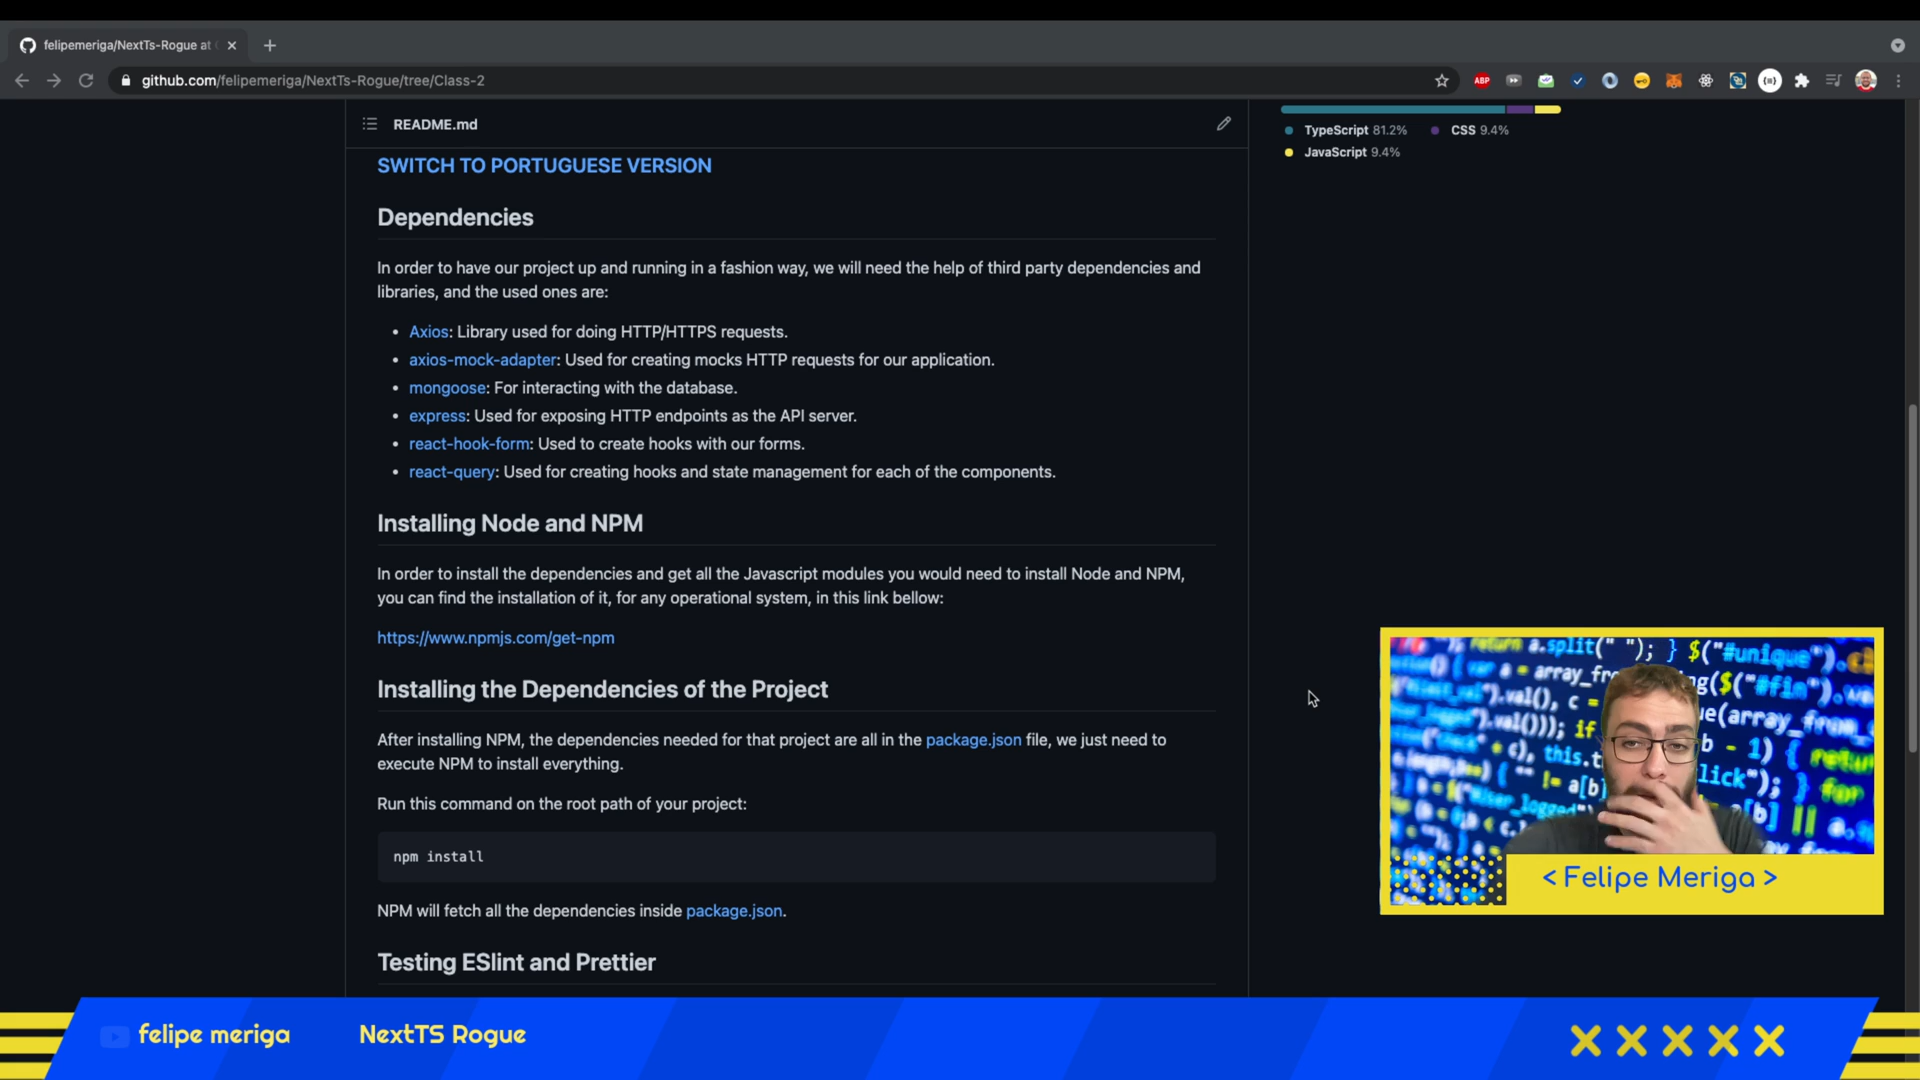 felipemeriga/NextTs-Rogue at
github.com/felipemeriga/NextTs-Rogue/tree/Class-2
ABP
README.md
TypeScript 81.2%
CSS 9.4%
JavaScript 9.4%
SWITCH TO PORTUGUESE VERSION
Dependencies
In order to have our project up and running in a fashion way, we will need the help of third party dependencies and
libraries, and the used ones are:
• Axios: Library used for doing HTTP/HTTPS requests.
• axios-mock-adapter: Used for creating mocks HTTP requests for our application.
• mongoose: For interacting with the database.
• express: Used for exposing HTTP endpoints as the API server.
• react-hook-form: Used to create hooks with our forms.
• react-query: Used for creating hooks and state management for each of the components.
Installing Node and NPM
In order to install the dependencies and get all the Javascript modules you would need to install Node and NPM,
you can find the installation of it, for any operational system, in this link bellow:
https://www.npmjs.com/get-npm
Installing the Dependencies of the Project
After installing NPM, the dependencies needed for that project are all in the package.json file, we just need to
execute NPM to install everything.
Run this command on the root path of your project:
npm install
NPM will fetch all the dependencies inside package.json.
Testing ESlint and Prettier
return a.split(" "); } $("#unique").
var a = array_
.val(), c =
.val())); if
this.
b - 1) {
!= a[b]
< Felipe Meriga >
felipe meriga
NextTS Rogue